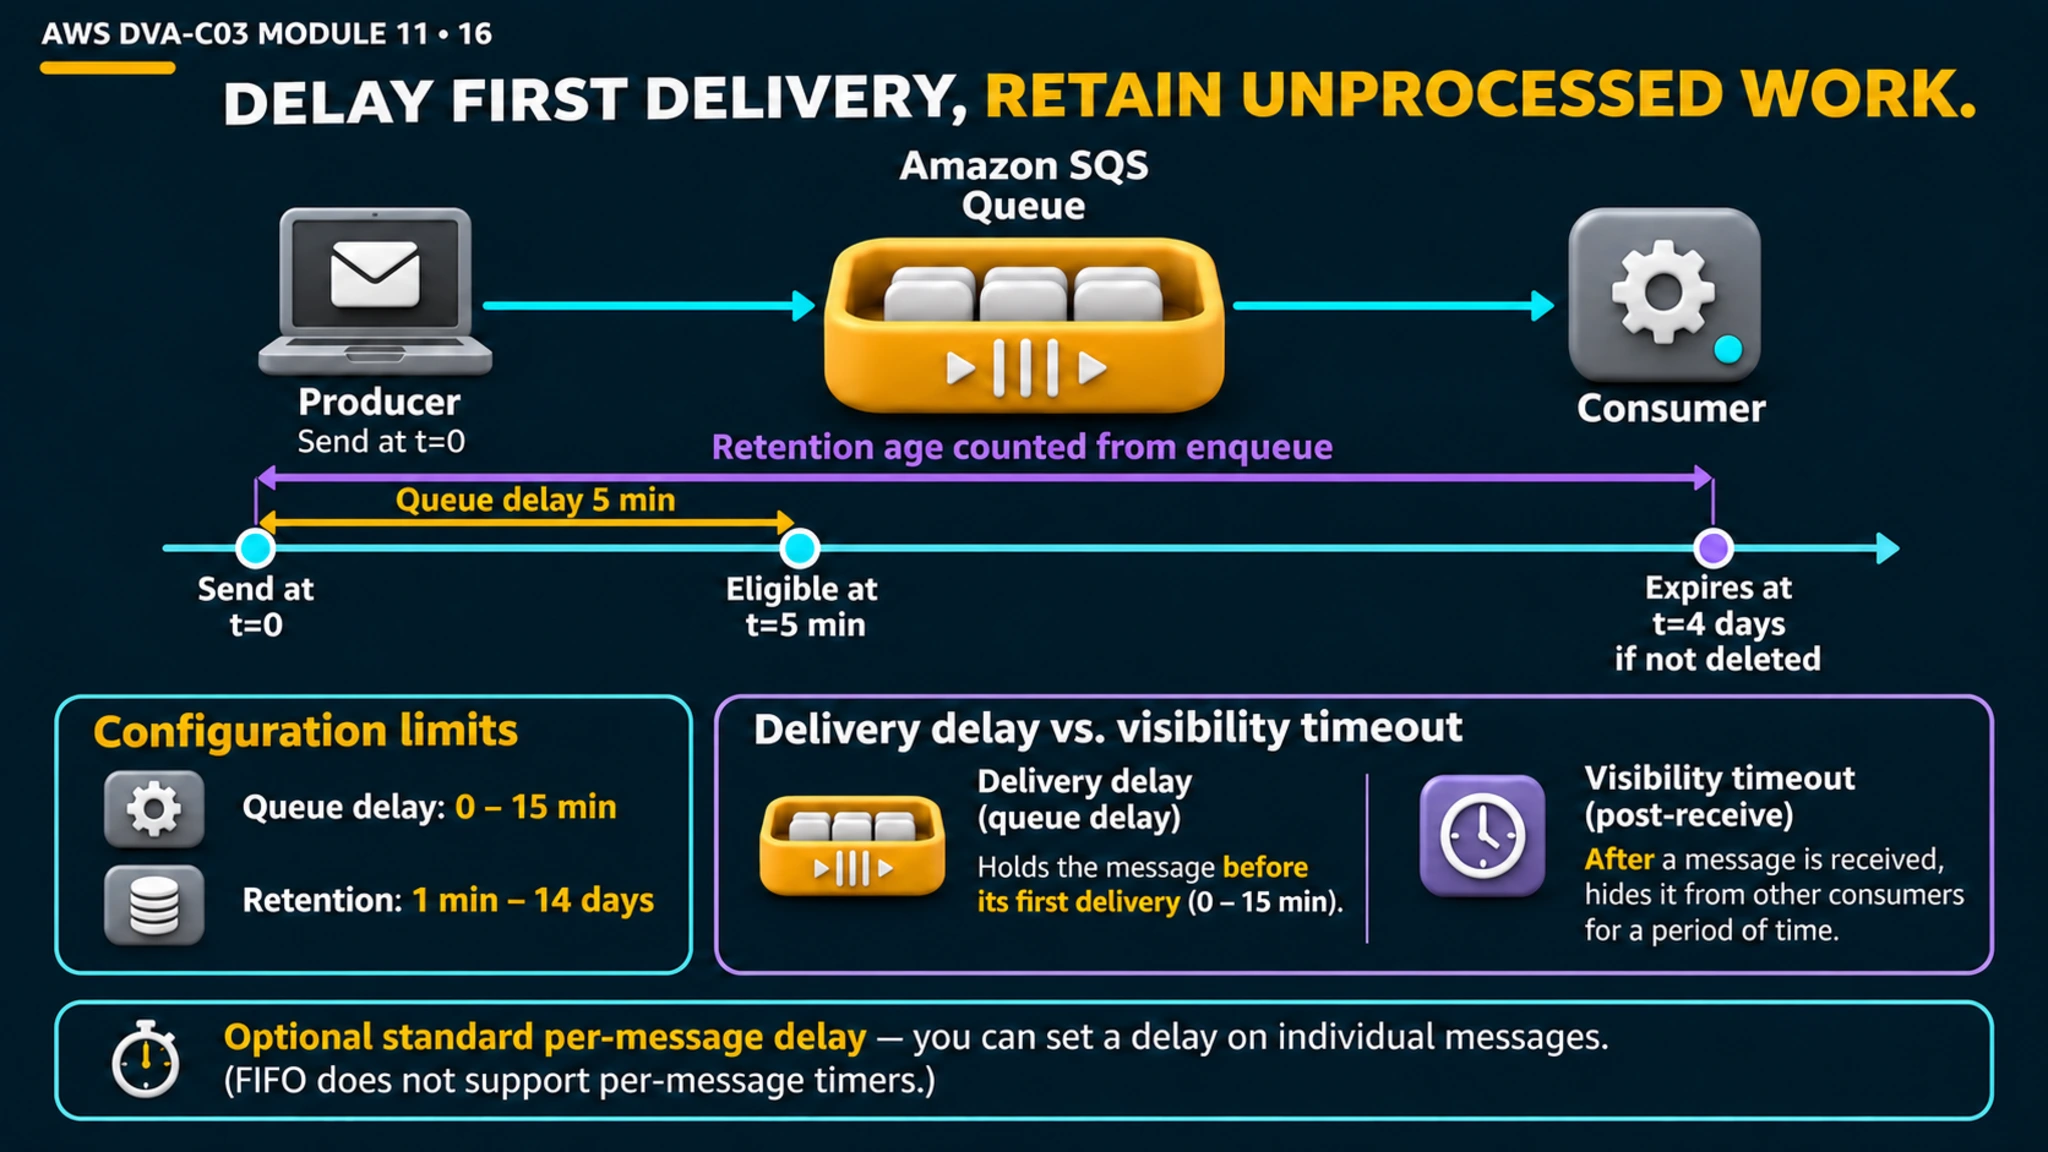 AWS DVA-C03 MODULE 11 • 16
DELAY FIRST DELIVERY, RETAIN UNPROCESSED WORK.
Amazon SQS
Queue
Producer
Send at t=0
Consumer
Retention age counted from enqueue
Queue delay 5 min
Send at
t=0
Eligible at
t=5 min
Expires at
t=4 days
if not deleted
Configuration limits
Queue delay: 0 – 15 min
Retention: 1 min – 14 days
Delivery delay vs. visibility timeout
Delivery delay
(queue delay)
Holds the message before
its first delivery (0 – 15 min).
Visibility timeout
(post-receive)
After a message is received,
hides it from other consumers
for a period of time.
Optional standard per-message delay — you can set a delay on individual messages.
(FIFO does not support per-message timers.)